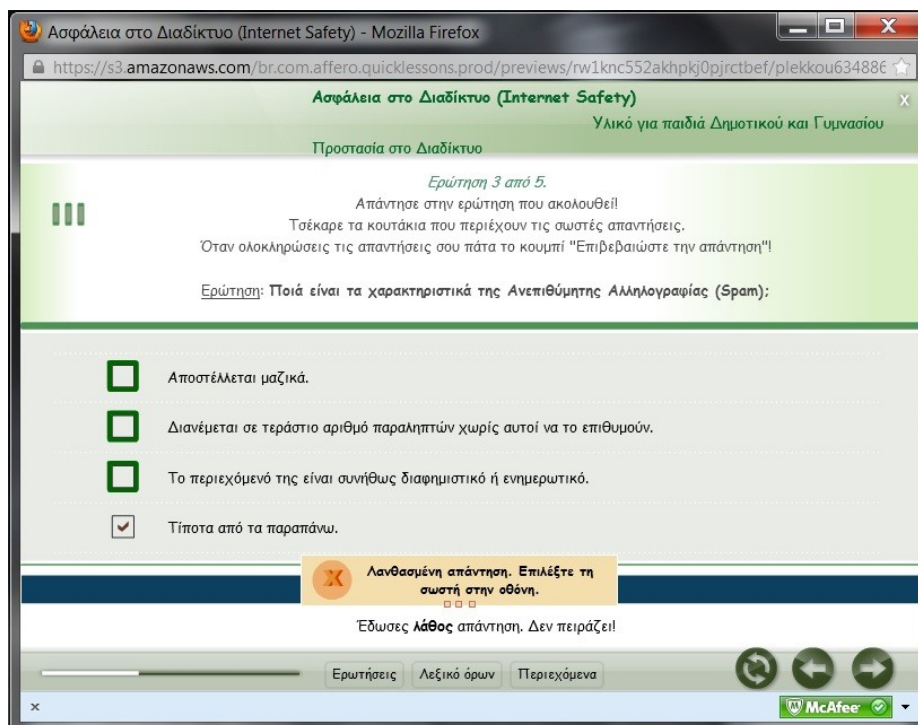 Ασφάλεια στο Διαδίκτυο (Internet Safety) - Mozilla Firefox
https://s3.amazonaws.com/br.com.affero.quicklessons.prod/previews/rw1knc552akhpkj0pjrctbef/plekkou634886
Ασφάλεια στο Διαδίκτυο (Internet Safety)
x
Υλικό για παιδιά Δημοτικού και Γυμνασίου
Προστασία στο Διαδίκτυο
Ερώτηση 3 από 5.
Απάντησε στην ερώτηση που ακολουθεί!
Τσέκαρε τα κουτάκια που περιέχουν τις σωστές απαντήσεις.
Όταν ολοκληρώσεις τις απαντήσεις σου πάτα το κουμπί "Επιβεβαιώστε την απάντηση"!
Ερώτηση: Ποιά είναι τα χαρακτηριστικά της Ανεπιθύμητης Αλληλογραφίας (Spam);
Αποστέλλεται μαζικά.
Διανέμεται σε τεράστιο αριθμό παραληπτών χωρίς αυτοί να το επιθυμούν.
Το περιεχόμενό της είναι συνήθως διαφημιστικό ή ενημερωτικό.
Τίποτα από τα παραπάνω.
Λανθασμένη απάντηση. Επιλέξτε τη
σωστή στην οθόνη.
Έδωσες λάθος απάντηση. Δεν πειράζει!
Ερωτήσεις Λεξικό όρων Περιεχόμενα
x McAfee